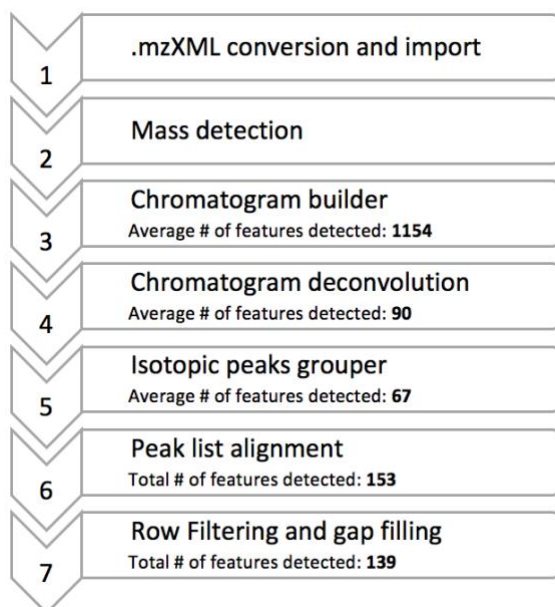 1
.mzXML conversion and import
2
Mass detection
3
Chromatogram builder
Average # of features detected: 1154
4
Chromatogram deconvolution
Average # of features detected: 90
5
Isotopic peaks grouper
Average # of features detected: 67
6
Peak list alignment
Total # of features detected: 153
7
Row Filtering and gap filling
Total # of features detected: 139